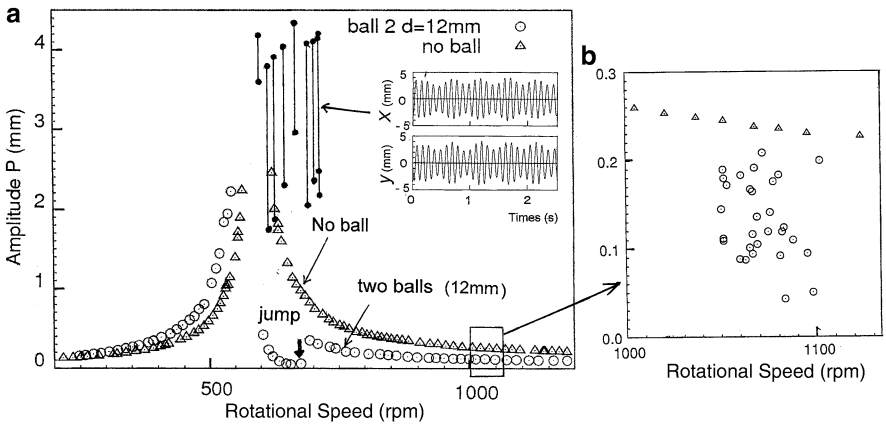 a
ball 2 d=12mm
no ball
Amplitude P (mm)
4
3
2
1
0
500
1000
Rotational Speed (rpm)
x (mm)
5
0
-5
y (mm)
5
0
-5
0
1
2
Times (s)
No ball
two balls (12mm)
jump
b
0.3
0.2
0.1
0.0
1000
1100
Rotational Speed (rpm)